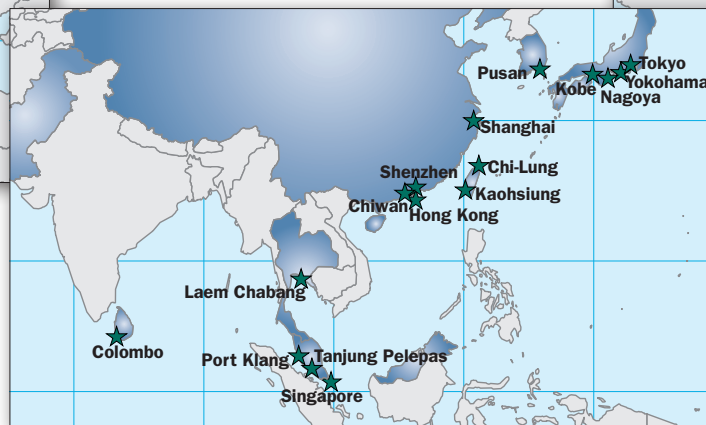 Tokyo
Pusan
Yokohama
Kobe
Nagoya
Shanghai
Chi-Lung
Shenzhen
Kaohsiung
Chiwan
Hong Kong
Laem Chabang
Colombo
Port Klang
Tanjung Pelepas
Singapore